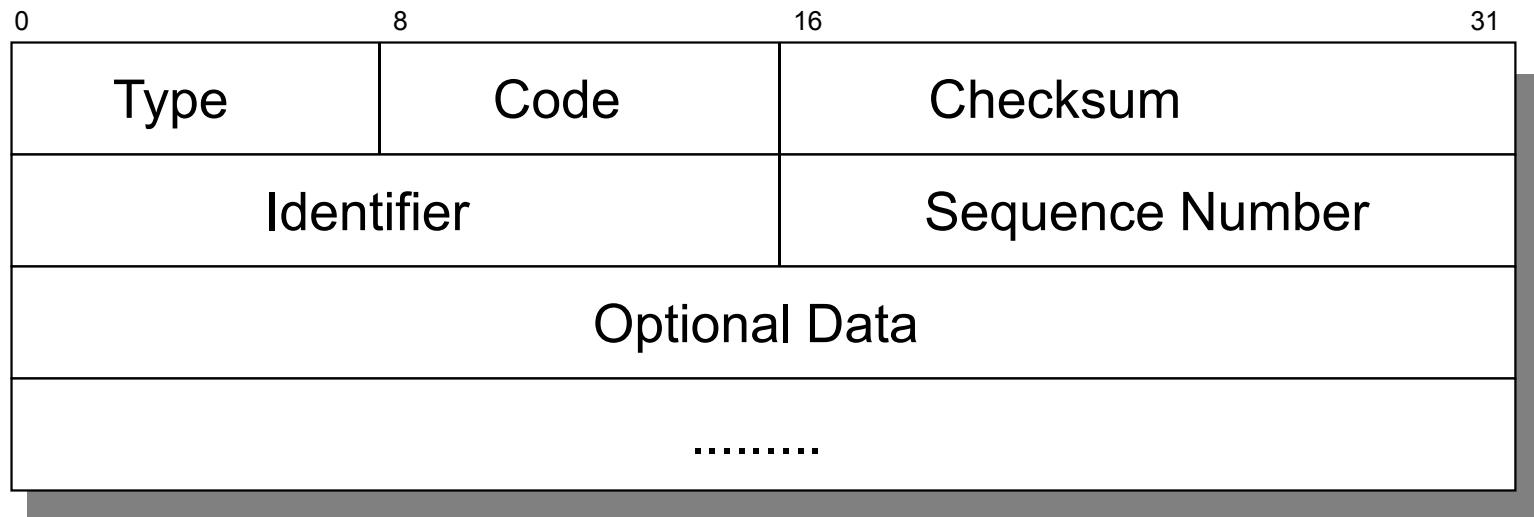 0 8 16 31
Type Code Checksum
Identifier Sequence Number
Optional Data
.........